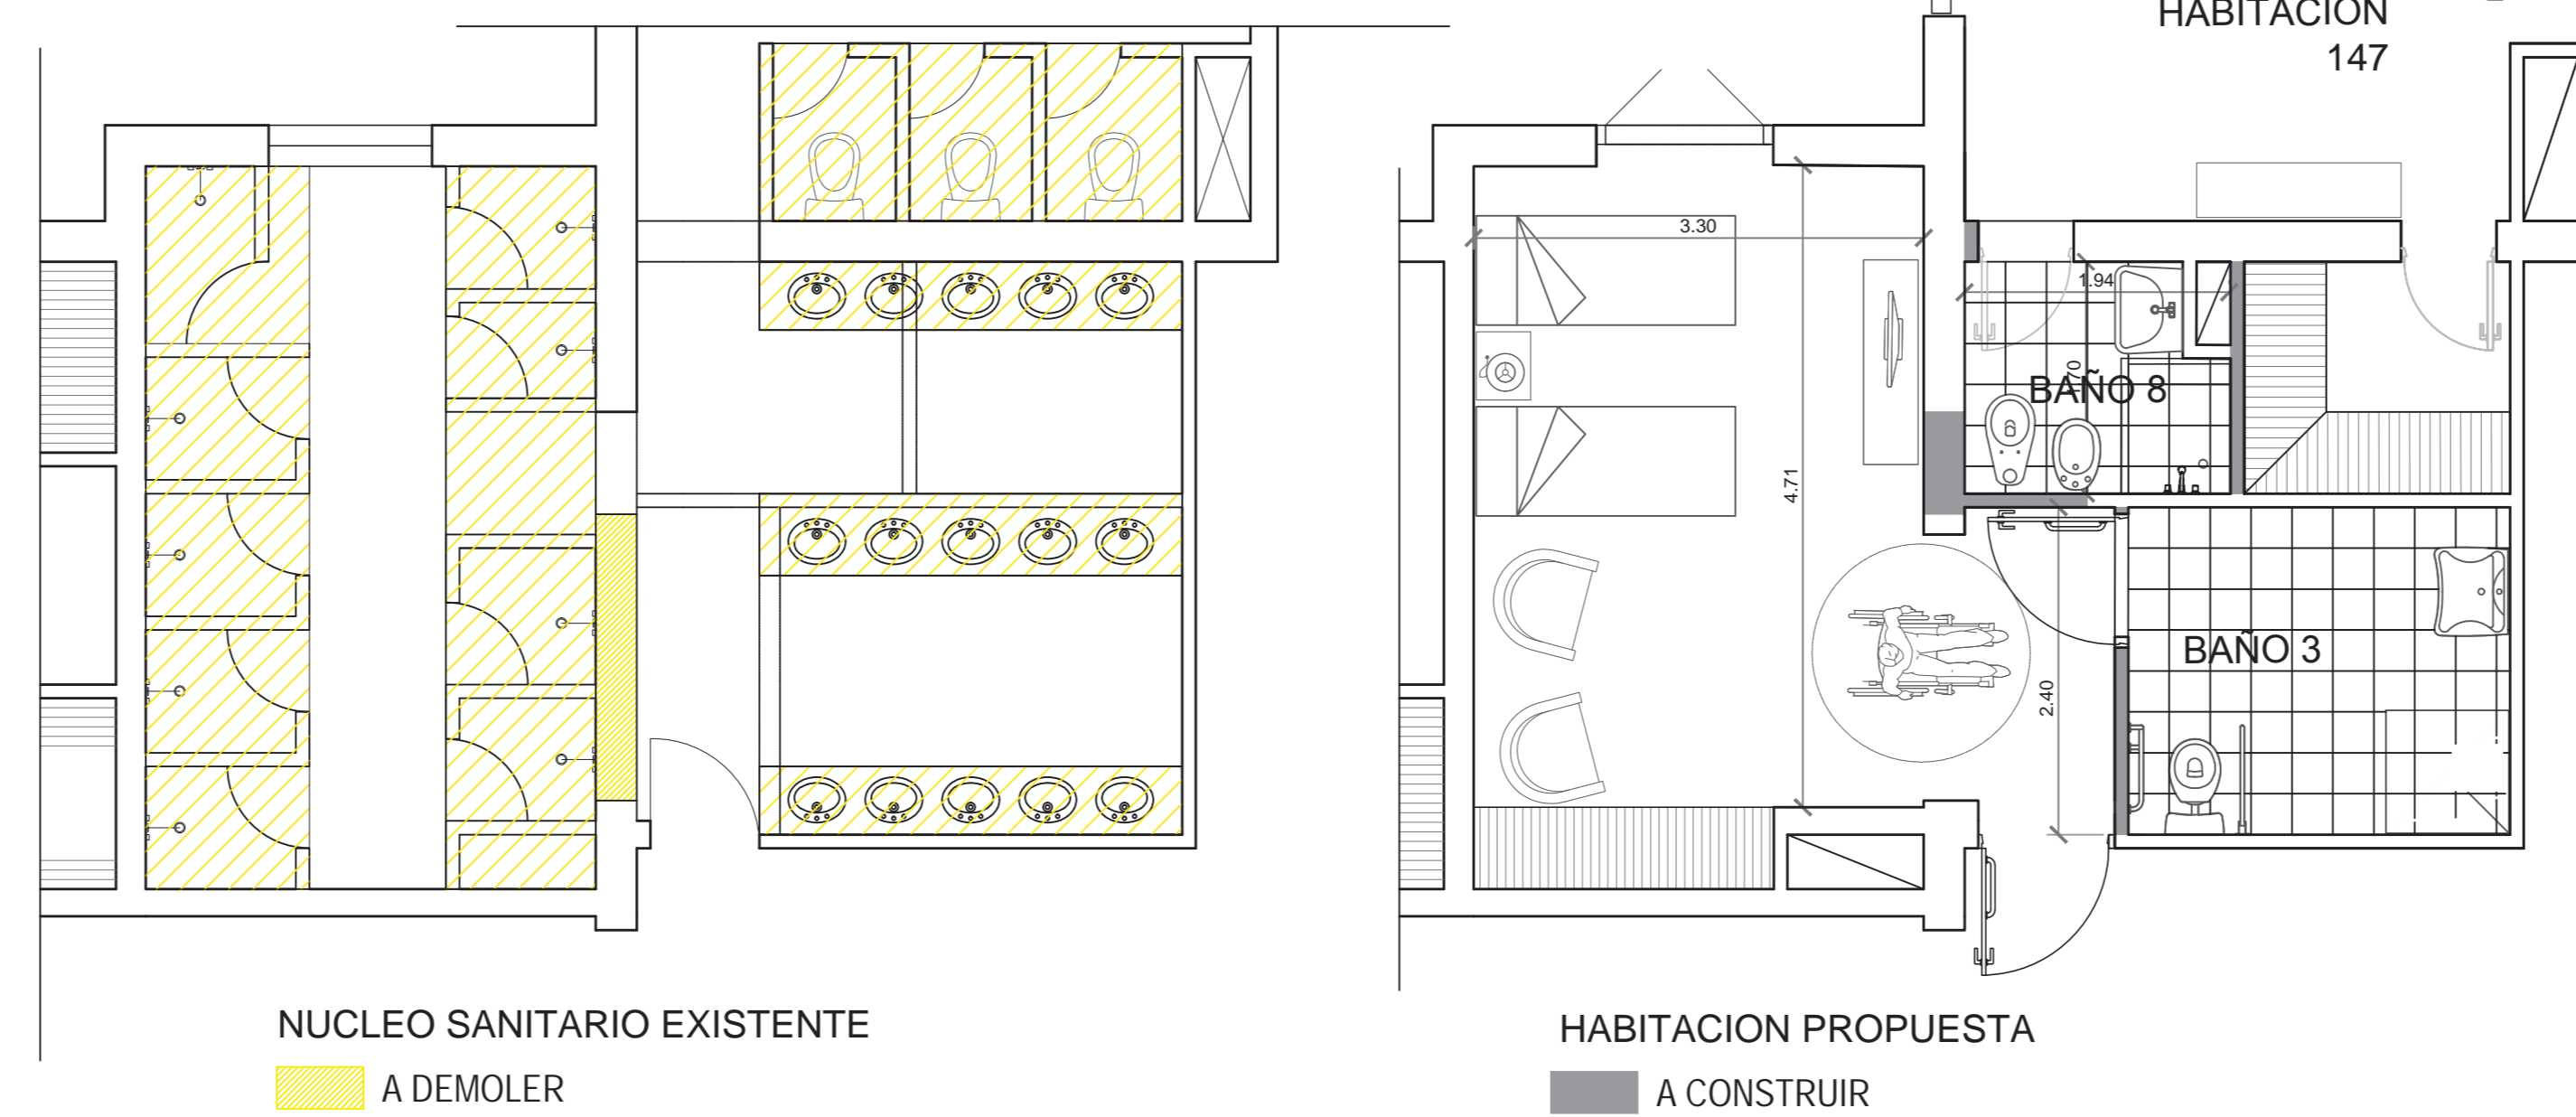 HABITACION
147
3.30
1.94
BAÑO 8
4.71
BAÑO 3
2.40
NUCLEO SANITARIO EXISTENTE
A DEMOLER
HABITACION PROPUESTA
A CONSTRUIR